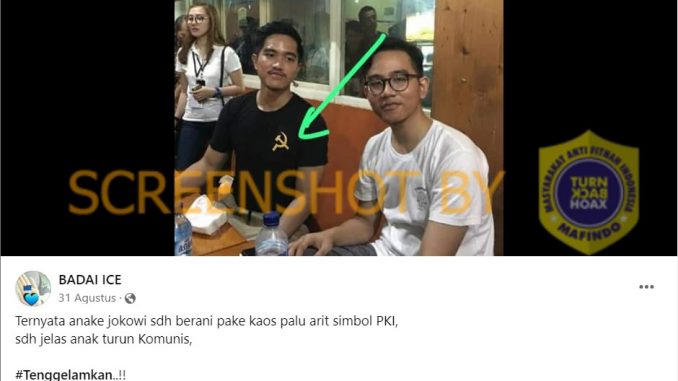 SCREENSHOT BY
MASYARAKAT ANTI FITNAH INDONESIA
TURN
BACK
HOAX
MAFINDO
BADAI ICE
31 Agustus
Ternyata anake jokowi sdh berani pake kaos palu arit simbol PKI,
sdh jelas anak turun Komunis,
#Tenggelamkan..!!